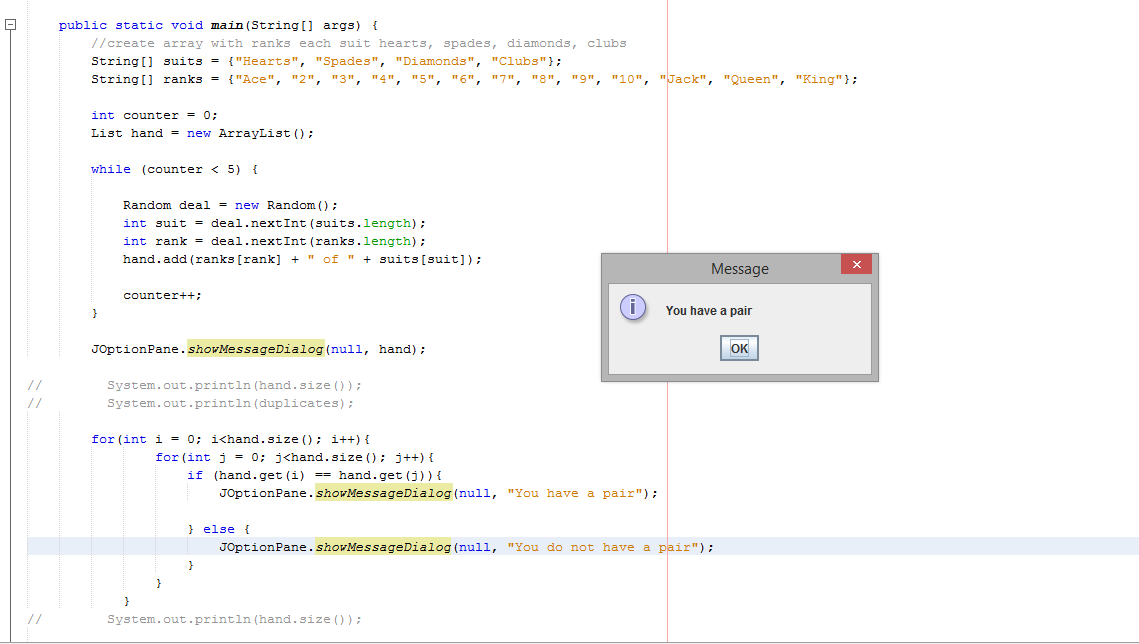 public static void main(String[] args) {
//create array with ranks each suit hearts, spades, diamonds, clubs
String[] suits = {"Hearts", "Spades", "Diamonds", "Clubs"};
String[] ranks = {"Ace", "2", "3", "4", "5", "6", "7", "8", "9", "10", "Jack", "Queen", "King"};
int counter = 0;
List hand = new ArrayList();
while (counter < 5) {
Random deal = new Random();
int suit = deal.nextInt(suits.length);
int rank = deal.nextInt(ranks.length);
hand.add(ranks[rank] + " of " + suits[suit]);
counter++;
}
JOptionPane.showMessageDialog(null, hand);
//        System.out.println(hand.size());
//        System.out.println(duplicates);
for(int i = 0; i<hand.size(); i++){
for(int j = 0; j<hand.size(); j++){
if (hand.get(i) == hand.get(j)){
JOptionPane.showMessageDialog(null, "You have a pair");
} else {
JOptionPane.showMessageDialog(null, "You do not have a pair");
}
}
}
//        System.out.println(hand.size());
Message
You have a pair
OK